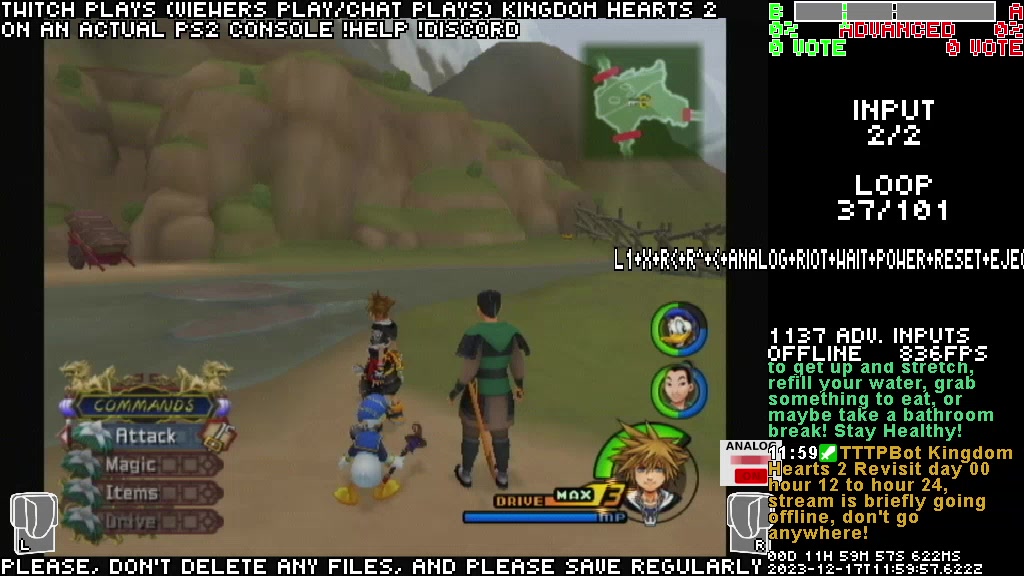 TWITCH PLAYS (VIEWERS PLAY/CHAT PLAYS) KINGDOM HEARTS 2
ON AN ACTUAL PS2 CONSOLE !HELP !DISCORD
B A
0% ADVANCED 0%
0 VOTE 0 VOTE
INPUT
2/2
LOOP
37/101
L1+X+R<+R^+<+ANALOG+RIOT+WAIT+POWER+RESET+EJE
1137 ADV. INPUTS
OFFLINE 836FPS
to get up and stretch,
refill your water, grab
something to eat, or
maybe take a bathroom
break! Stay Healthy!
11:59 TTTPBot Kingdom
Hearts 2 Revisit day 00
hour 12 to hour 24,
stream is briefly going
offline, don't go
anywhere!
00D 11H 59M 57S 622MS
2023-12-17T11:59:57.622Z
COMMANDS
Attack
Magic
Items
Drive
DRIVE MAX 3
MP
ANALOG
L
R
PLEASE, DON'T DELETE ANY FILES, AND PLEASE SAVE REGULARLY